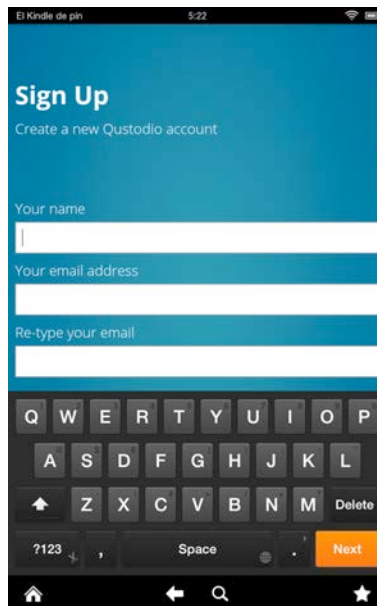 El Kindle de pin 5:22
Sign Up
Create a new Qustodio account
Your name
Your email address
Re-type your email
Q W E R T Y U I O P
A S D F G H J K L
Z X C V B N M Delete
?123 , Space . Next